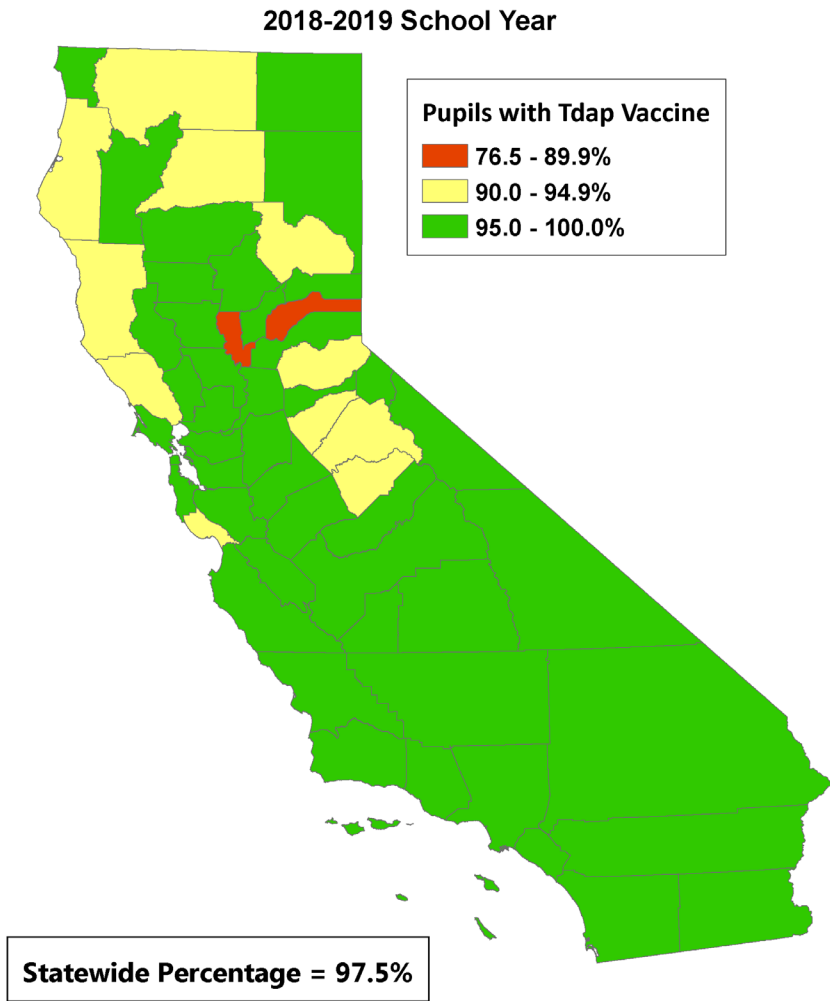 2018-2019 School Year
Pupils with Tdap Vaccine
76.5 - 89.9%
90.0 - 94.9%
95.0 - 100.0%
Statewide Percentage = 97.5%